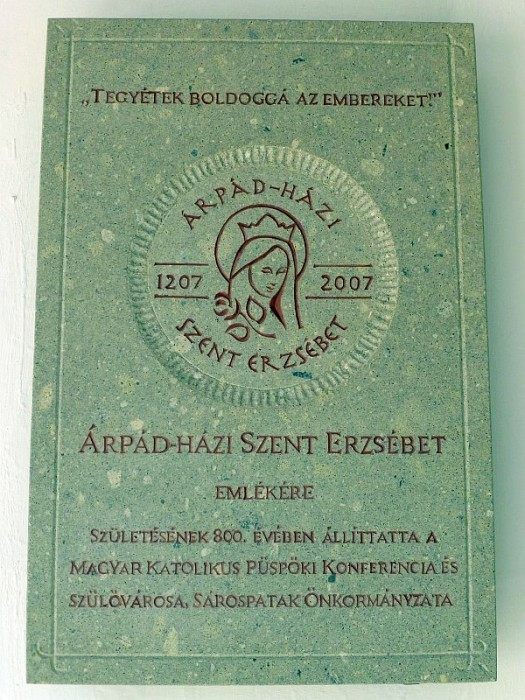 „TEGYÉTEK BOLDOGGÁ AZ EMBEREKET!"
ÁRPÁD-HÁZI
1207 2007
SZENT ERZSÉBET
ÁRPÁD-HÁZI SZENT ERZSÉBET
EMLÉKÉRE
SZÜLETÉSÉNEK 800. ÉVÉBEN ÁLLÍTTATTA A
MAGYAR KATOLIKUS PÜSPÖKI KONFERENCIA ÉS
SZÜLŐVÁROSA, SÁROSPATAK ÖNKORMÁNYZATA